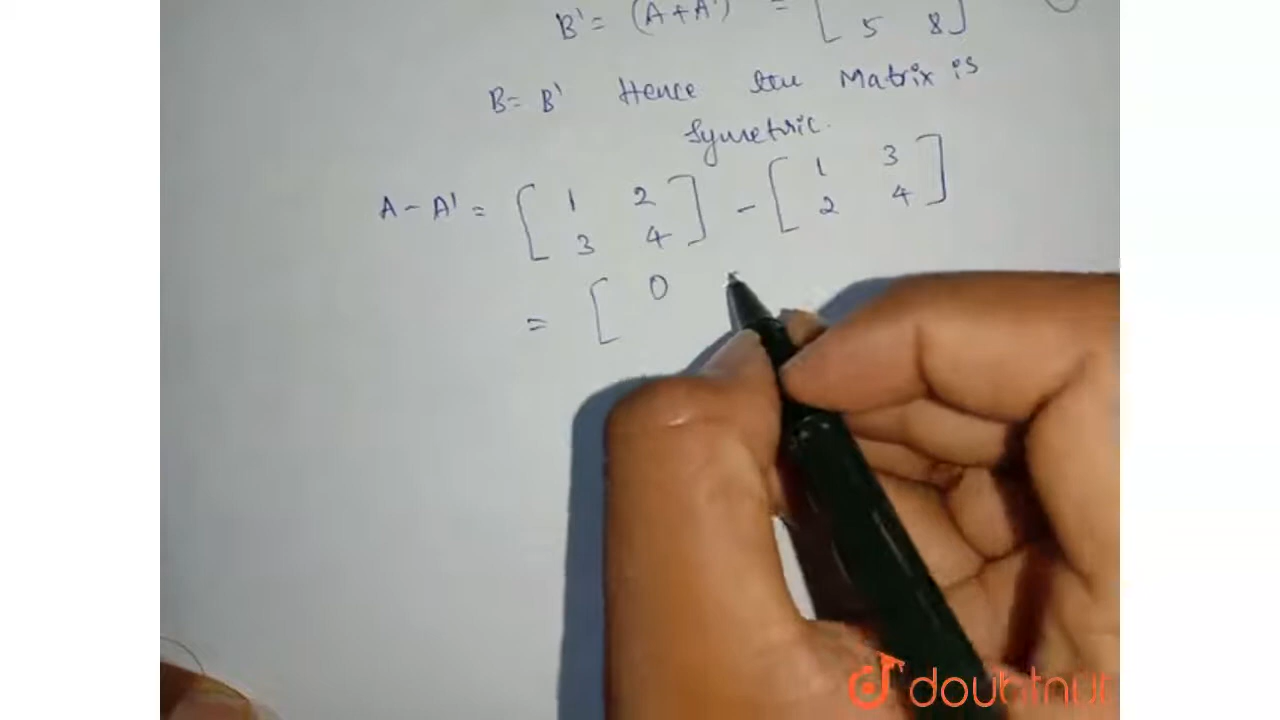 B' = (A + A') = [
5 8 ]
B = B' Hence the Matrix is
Symetric.
A - A' = [ 1 2 ] - [ 1 3 ]
3 4 2 4
= [ 0
doubtnut